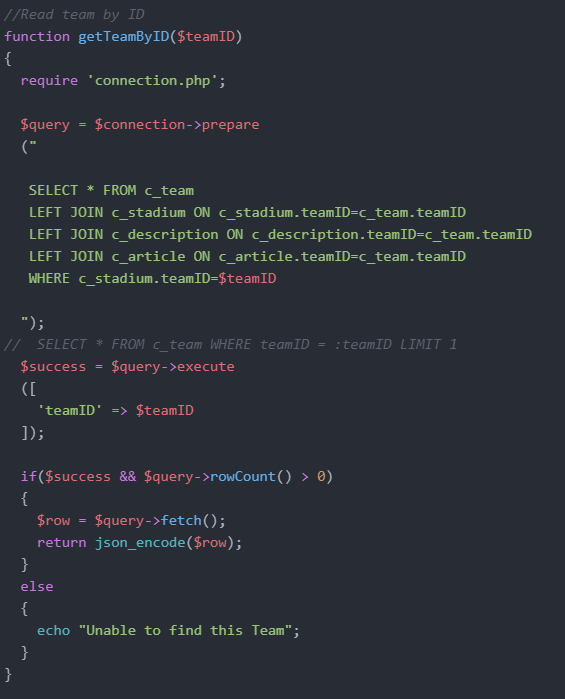 //Read team by ID
function getTeamByID($teamID)
{
  require 'connection.php';

  $query = $connection->prepare
  ("

   SELECT * FROM c_team
   LEFT JOIN c_stadium ON c_stadium.teamID=c_team.teamID
   LEFT JOIN c_description ON c_description.teamID=c_team.teamID
   LEFT JOIN c_article ON c_article.teamID=c_team.teamID
   WHERE c_stadium.teamID=$teamID

  ");
//  SELECT * FROM c_team WHERE teamID = :teamID LIMIT 1
  $success = $query->execute
  ([
    'teamID' => $teamID
  ]);

  if($success && $query->rowCount() > 0)
  {
    $row = $query->fetch();
    return json_encode($row);
  }
  else
  {
    echo "Unable to find this Team";
  }
}